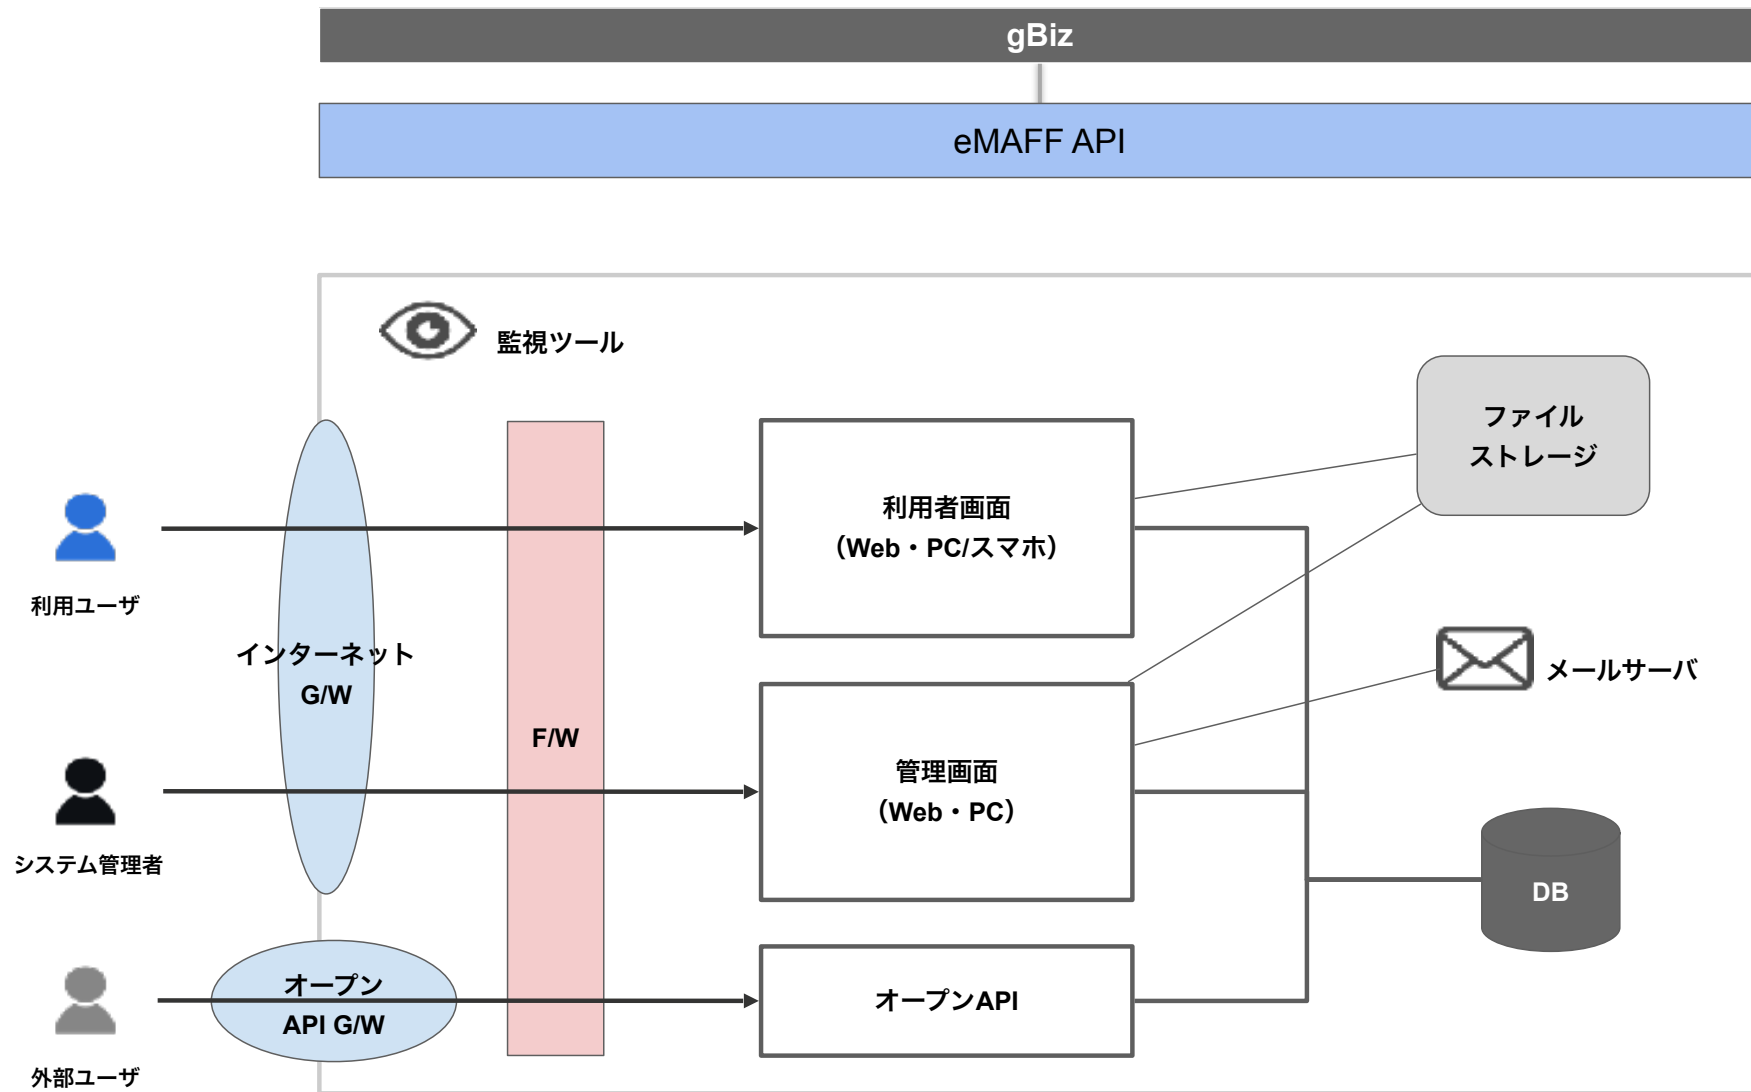 gBiz
eMAFF API
監視ツール
ファイル
ストレージ
利用者画面
（Web・PC/スマホ）
利用ユーザ
インターネット
G/W
メールサーバ
F/W
管理画面
（Web・PC）
システム管理者
DB
オープン
API G/W
オープンAPI
外部ユーザ